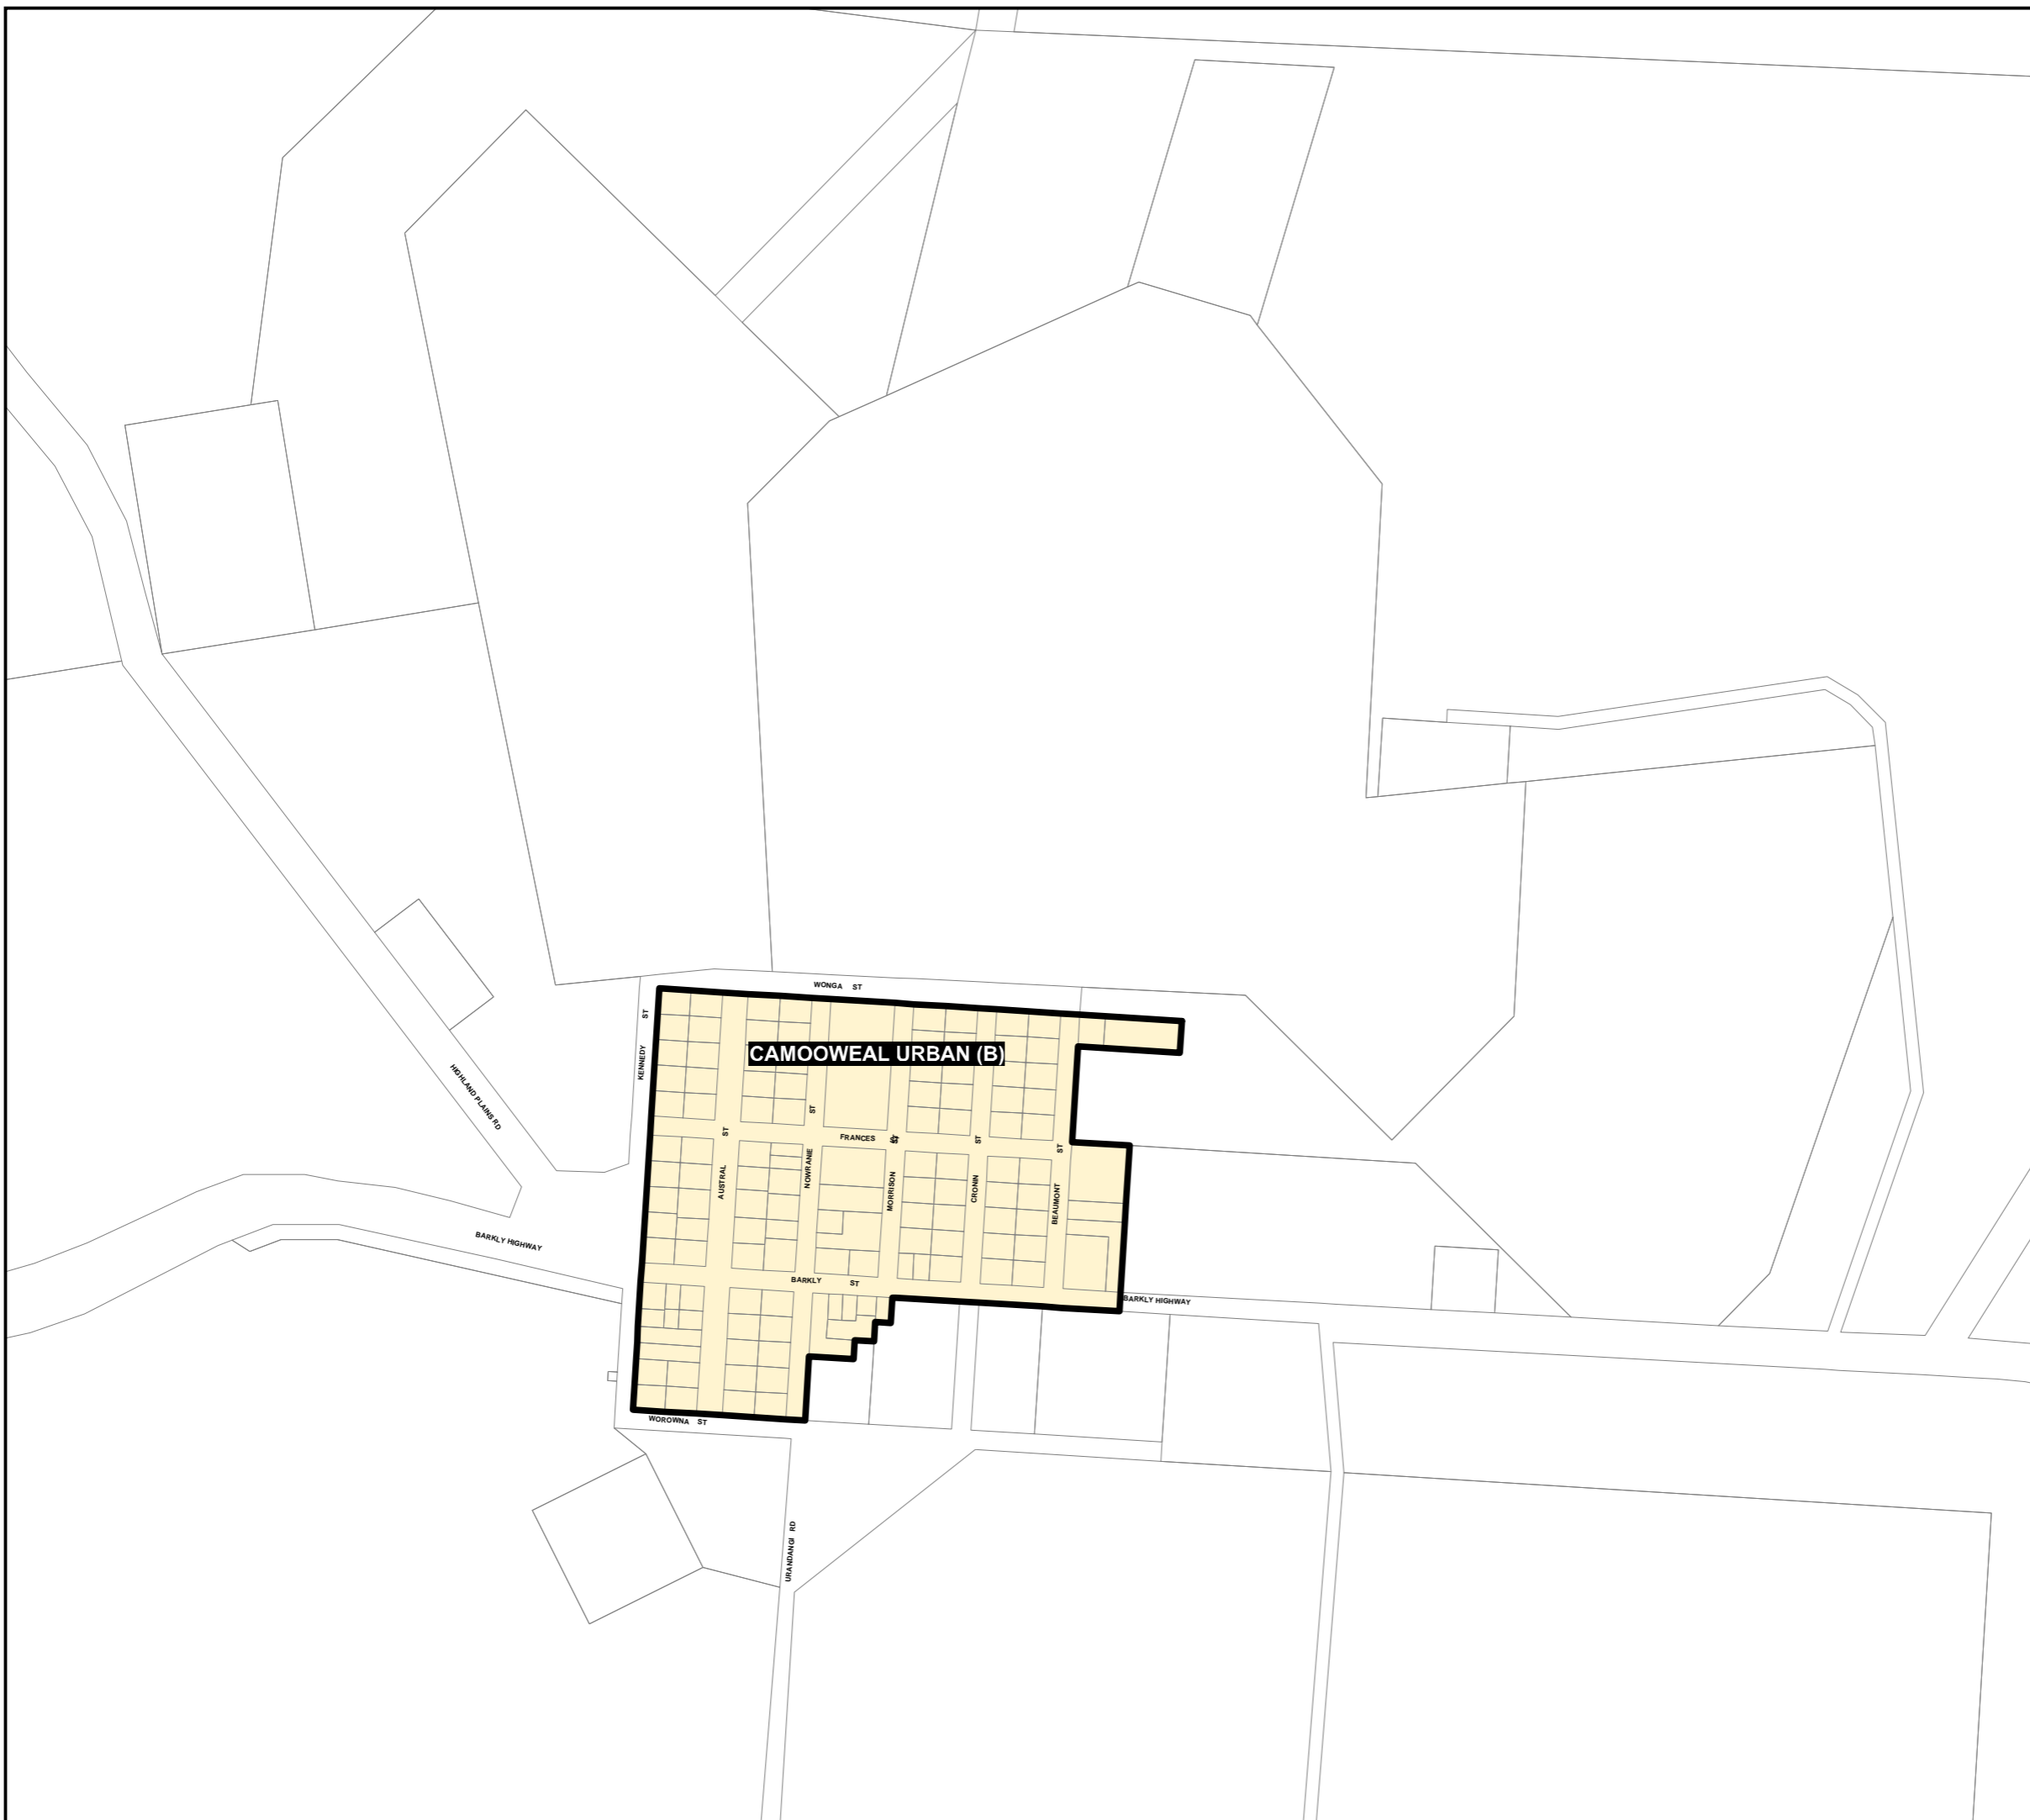 WONGA ST
KENNEDY ST
CAMOOWEAL URBAN (B)
HIGHLAND PLAINS RD
FRANCES ST
AUSTRAL ST
NOWRANIE ST
MORRISON ST
CRONIN ST
BEAUMONT ST
BARKLY HIGHWAY
BARKLY ST
BARKLY HIGHWAY
WOROWNA ST
URANDANGI RD